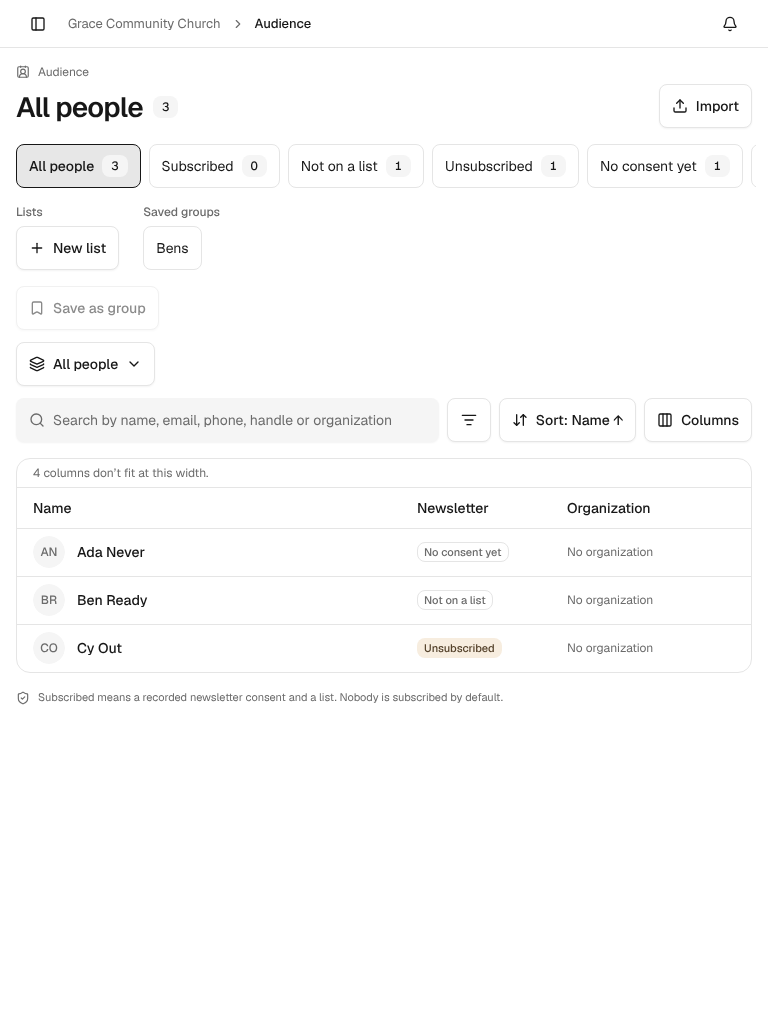 Grace Community Church > Audience
Audience
All people 3
Import
All people 3
Subscribed 0
Not on a list 1
Unsubscribed 1
No consent yet 1
Lists
Saved groups
New list
Bens
Save as group
All people
Search by name, email, phone, handle or organization
Sort: Name ↑
Columns
4 columns don't fit at this width.
Name Newsletter Organization
AN Ada Never No consent yet No organization
BR Ben Ready Not on a list No organization
CO Cy Out Unsubscribed No organization
Subscribed means a recorded newsletter consent and a list. Nobody is subscribed by default.